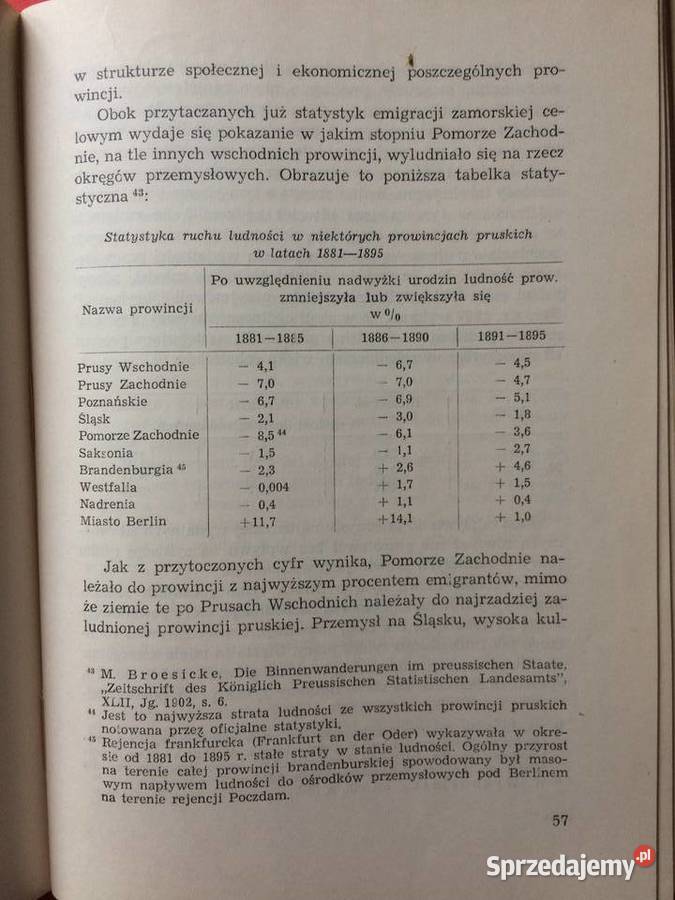 w strukturze społecznej i ekonomicznej poszczególnych pro-
wincji.
Obok przytaczanych już statystyk emigracji zamorskiej ce-
lowym wydaje się pokazanie w jakim stopniu Pomorze Zachod-
nie, na tle innych wschodnich prowincji, wyludniało się na rzecz
okręgów przemysłowych. Obrazuje to poniższa tabelka staty-
styczna 43:
Statystyka ruchu ludności w niektórych prowincjach pruskich
w latach 1881—1895
Nazwa prowincji
Po uwzględnieniu nadwyżki urodzin ludność prow.
zmniejszyła lub zwiększyła się
w %
1881—1885 1886—1890 1891—1895
Prusy Wschodnie — 4,1 — 6,7 — 4,5
Prusy Zachodnie — 7,0 — 7,0 — 4,7
Poznańskie — 6,7 — 6,9 — 5,1
Śląsk — 2,1 — 3,0 — 1,8
Pomorze Zachodnie — 8,5 44 — 6,1 — 3,6
Saksonia — 1,5 — 1,1 — 2,7
Brandenburgia 45 — 2,3 + 2,6 + 4,6
Westfalia — 0,004 + 1,7 + 1,5
Nadrenia — 0,4 + 1,1 + 0,4
Miasto Berlin +11,7 +14,1 + 1,0
Jak z przytoczonych cyfr wynika, Pomorze Zachodnie na-
leżało do prowincji z najwyższym procentem emigrantów, mimo
że ziemie te po Prusach Wschodnich należały do najrzadziej za-
ludnionej prowincji pruskiej. Przemysł na Śląsku, wysoka kul-
43 M. Broesicke, Die Binnenwanderungen im preussischen Staate,
„Zeitschrift des Königlich Preussischen Statistischen Landesamts”,
XLII, Jg. 1902, s. 6.
44 Jest to najwyższa strata ludności ze wszystkich prowincji pruskich
notowana przez oficjalne statystyki.
45 Rejencja frankfurcka (Frankfurt an der Oder) wykazywała w okre-
sie od 1881 do 1895 r. stałe straty w stanie ludności. Ogólny przyrost
na terenie całej prowincji brandenburskiej spowodowany był maso-
wym napływem ludności do ośrodków przemysłowych pod Berlinem
na terenie rejencji Poczdam.
57
Sprzedajemy.pl